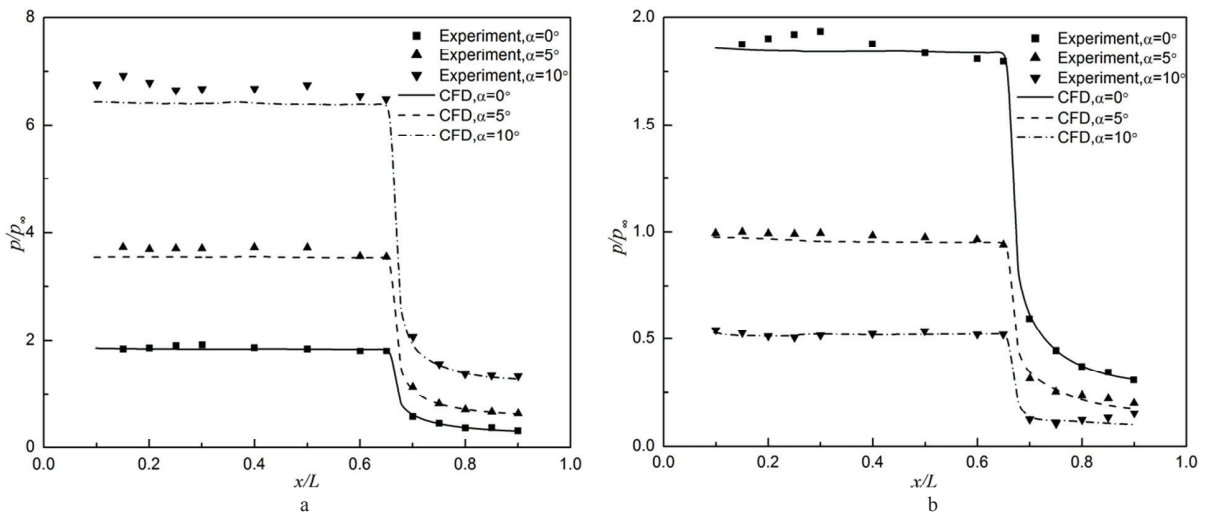 8
6
4
2
0
p/p∞
Experiment,α=0°
Experiment,α=5°
Experiment,α=10°
CFD,α=0°
CFD,α=5°
CFD,α=10°
0.0 0.2 0.4 0.6 0.8 1.0
x/L
a
2.0
1.5
1.0
0.5
0.0
p/p∞
Experiment,α=0°
Experiment,α=5°
Experiment,α=10°
CFD,α=0°
CFD,α=5°
CFD,α=10°
0.0 0.2 0.4 0.6 0.8 1.0
x/L
b